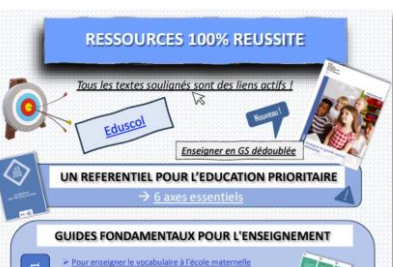 RESSOURCES 100% REUSSITE
Tous les textes soulignés sont des liens actifs !
Eduscol
Nouveau !
Enseigner en GS dédoublée
UN REFERENTIEL POUR L'EDUCATION PRIORITAIRE
→ 6 axes essentiels
GUIDES FONDAMENTAUX POUR L'ENSEIGNEMENT
➤ Pour enseigner le vocabulaire à l'école maternelle